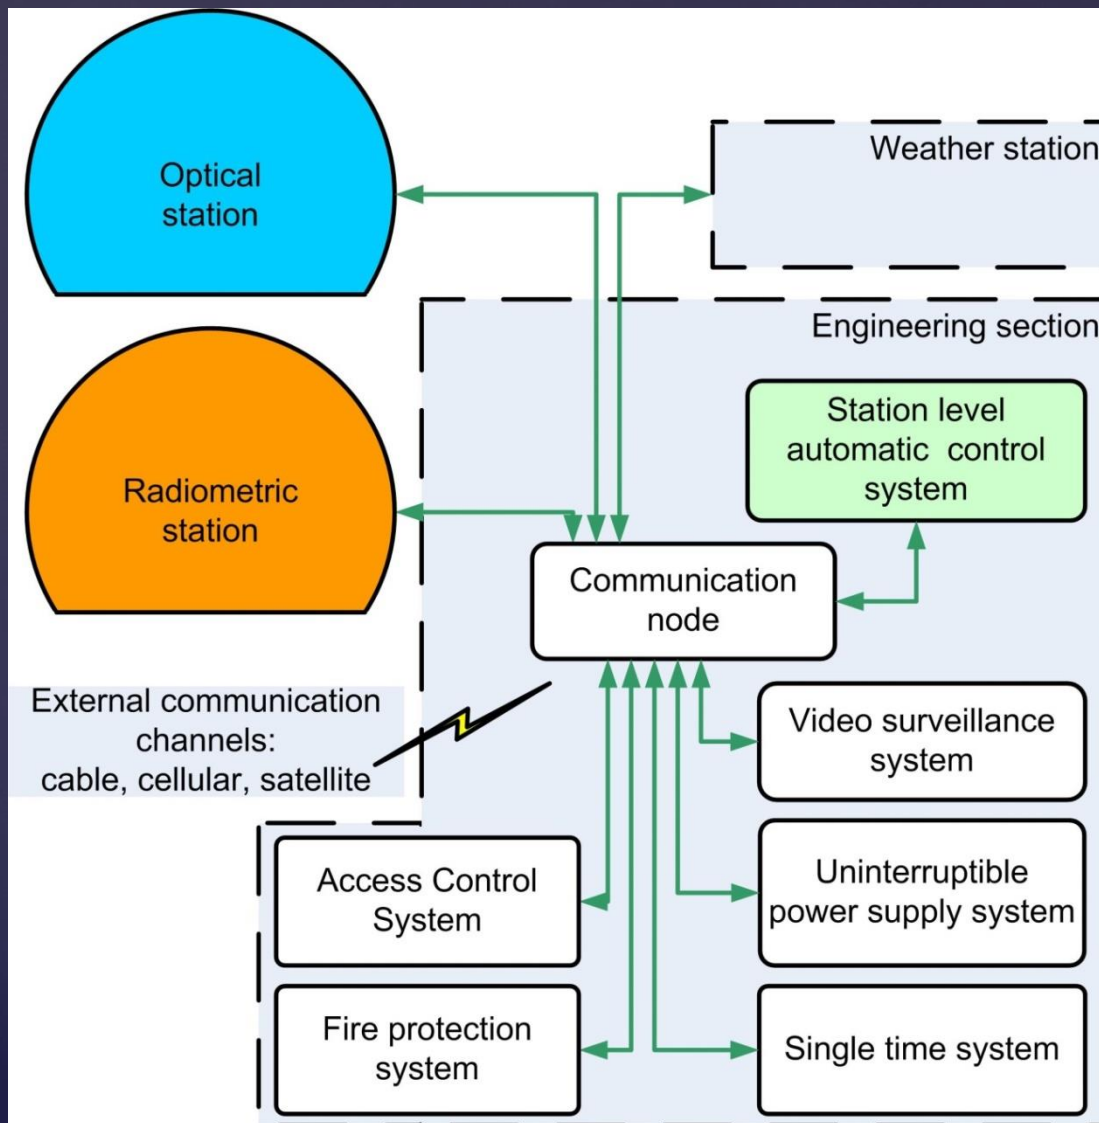 Optical
station
Weather station
Engineering section
Station level
automatic control
system
Radiometric
station
Communication
node
External communication
channels:
cable, cellular, satellite
Video surveillance
system
Access Control
System
Uninterruptible
power supply system
Fire protection
system
Single time system